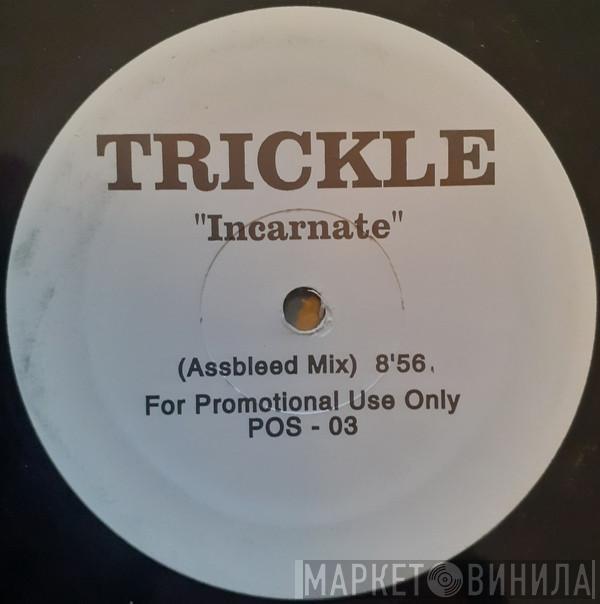 TRICKLE
"Incarnate"
(Assbleed Mix) 8'56
For Promotional Use Only
POS - 03
МАРКЕТ ВИНИЛА